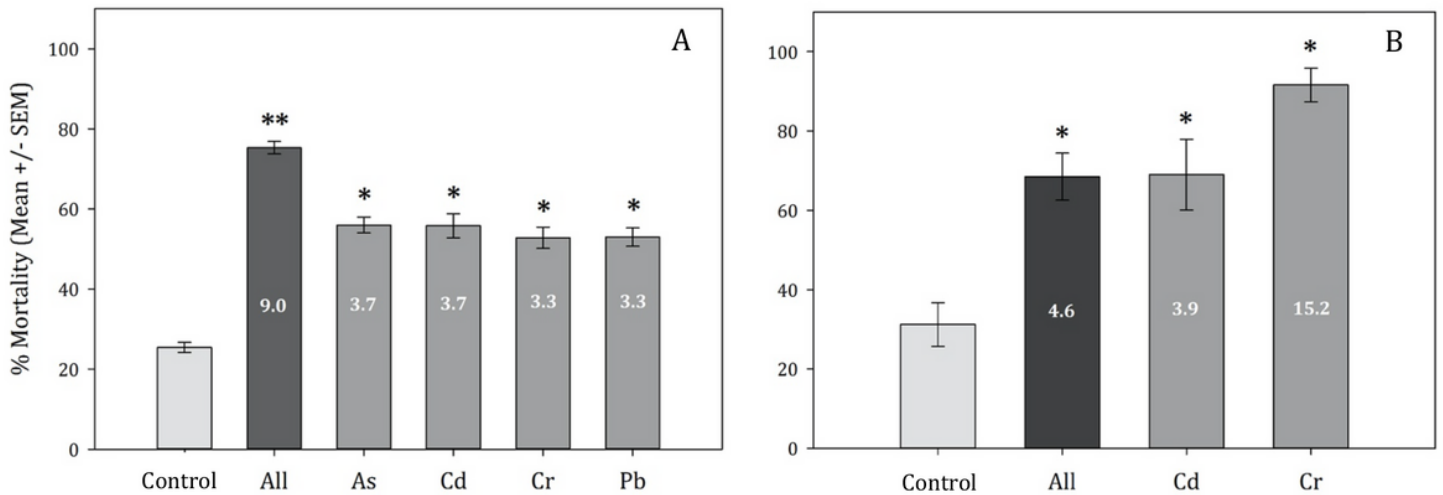 A
% Mortality (Mean +/- SEM)
100
80
60
40
20
0
**
*
*
*
*
9.0
3.7
3.7
3.3
3.3
Control
All
As
Cd
Cr
Pb
B
100
80
60
40
20
0
*
*
*
4.6
3.9
15.2
Control
All
Cd
Cr